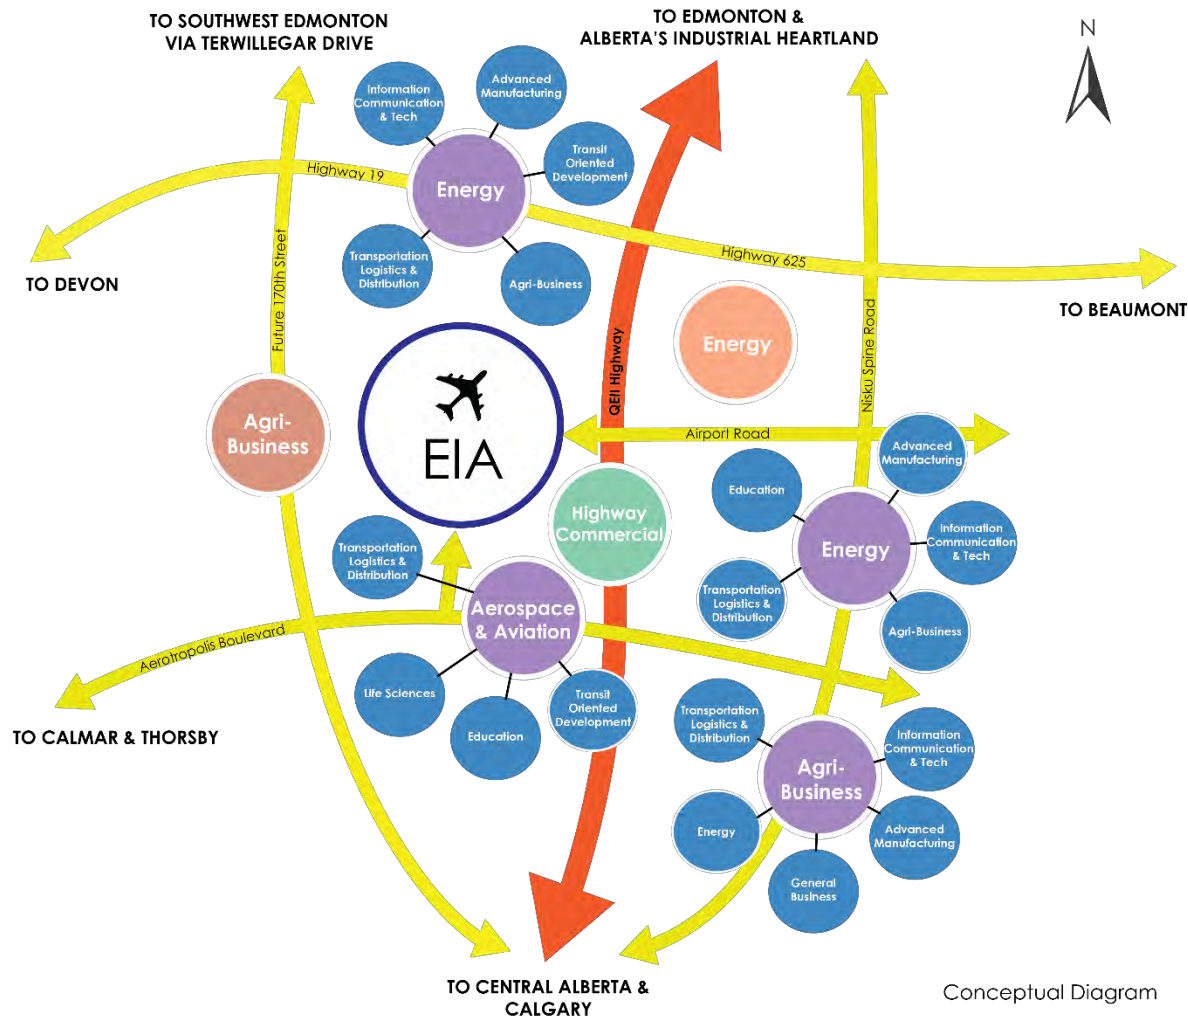 TO SOUTHWEST EDMONTON
VIA TERWILLEGAR DRIVE
TO EDMONTON &
ALBERTA'S INDUSTRIAL HEARTLAND
N
Information
Communication
& Tech
Advanced
Manufacturing
Transit
Oriented
Development
Energy
Transportation
Logistics &
Distribution
Agri-Business
Highway 19
Highway 625
TO DEVON
TO BEAUMONT
Future 170th Street
QEII Highway
Nisku Spine Road
Energy
Agri-
Business
EIA
Airport Road
Highway
Commercial
Advanced
Manufacturing
Education
Information
Communication
& Tech
Energy
Transportation
Logistics &
Distribution
Agri-Business
Transportation
Logistics &
Distribution
Aerospace
& Aviation
Aerotropolis Boulevard
Life Sciences
Education
Transit
Oriented
Development
TO CALMAR & THORSBY
Transportation
Logistics &
Distribution
Information
Communication
& Tech
Agri-
Business
Energy
Advanced
Manufacturing
General
Business
TO CENTRAL ALBERTA &
CALGARY
Conceptual Diagram